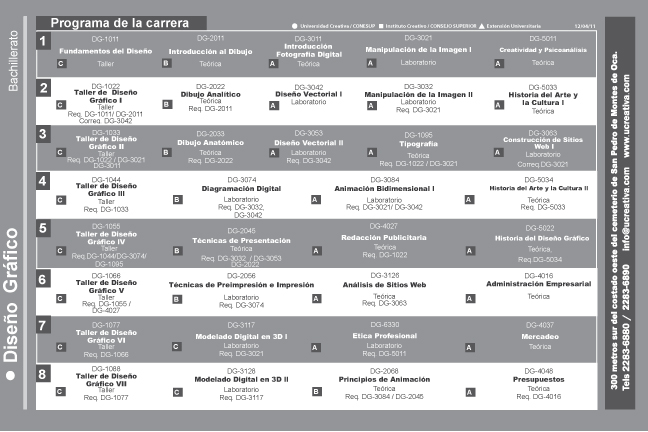 Programa de la carrera
Universidad Creativa / CONESUP Instituto Creativo / CONSEJO SUPERIOR Extensión Universitaria
12/06/11
Bachillerato
Diseño Gráfico
1
DG-1011
Fundamentos del Diseño
C Taller
DG-2011
Introducción al Dibujo
B Teórica
DG-3011
Introducción
Fotografía Digital
A Teórica
DG-3021
Manipulación de la Imagen I
A Laboratorio
DG-5011
Creatividad y Psicoanálisis
A Teórica
2
DG-1022
Taller de Diseño
Gráfico I
C Taller
Req. DG-1011/ DG-2011
Correq. DG-3042
DG-2022
Dibujo Analítico
B Teórica
Req. DG-2011
DG-3042
Diseño Vectorial I
A Laboratorio
DG-3032
Manipulación de la Imagen II
A Laboratorio
Req. DG-3021
DG-5033
Historia del Arte y
la Cultura I
A Teórica
3
DG-1033
Taller de Diseño
Gráfico II
C Taller
Req. DG-1022 / DG-3021
DG-3011
DG-2033
Dibujo Anatómico
B Teórica
Req. DG-2022
DG-3053
Diseño Vectorial II
A Laboratorio
Req. DG-3042
DG-1095
Tipografía
A Teórica
Req. DG-1022 / DG-3021
DG-3063
Construcción de Sitios
Web I
A Laboratorio
Correq.DG-3021
4
DG-1044
Taller de Diseño
Gráfico III
C Taller
Req. DG-1033
DG-3074
Diagramación Digital
B Laboratorio
Req. DG-3032,
DG-3042
DG-3084
Animación Bidimensional I
A Laboratorio
Req. DG-3021/ DG-3042
DG-5034
Historia del Arte y la Cultura II
A Teórica
Req. DG-5033
5
DG-1055
Taller de Diseño
Gráfico IV
C Taller
Req. DG-1044/DG-3074/
DG-1095
DG-2045
Técnicas de Presentación
B Teórica
Req. DG-3032 / DG-3053
DG-2022
DG-4027
Redacción Publicitaria
A Teórica
Req. DG-1022
DG-5022
Historia del Diseño Gráfico
A Teórica,
Req. DG-5034
6
DG-1066
Taller de Diseño
Gráfico V
C Taller
Req. DG-1055 /
DG-4027
DG-2056
Técnicas de Preimpresión e Impresión
B Teórica
Req. DG-3074
DG-3126
Análisis de Sitios Web
A Teórica
Req. DG-3063
DG-4016
Administración Empresarial
A Teórica
7
DG-1077
Taller de Diseño
Gráfico VI
C Taller
Req. DG-1066
DG-3117
Modelado Digital en 3D I
C Laboratorio
Req. DG-3021
DG-6330
Etica Profesional
A Laboratorio
Req. DG-5011
DG-4037
Mercadeo
A Teórica
8
DG-1088
Taller de Diseño
Gráfico VII
C Taller
Req. DG-1077
DG-3128
Modelado Digital en 3D II
C Laboratorio
Req. DG-3117
DG-2068
Principios de Animación
B Teórica
Req. DG-3084 / DG-2045
DG-4048
Presupuestos
A Teórica
Req. DG-4016
300 metros sur del costado oeste del cementerio de San Pedro de Montes de Oca.
Tels 2283-6880 / 2283-6890 info@ucreativa.com www.ucreativa.com